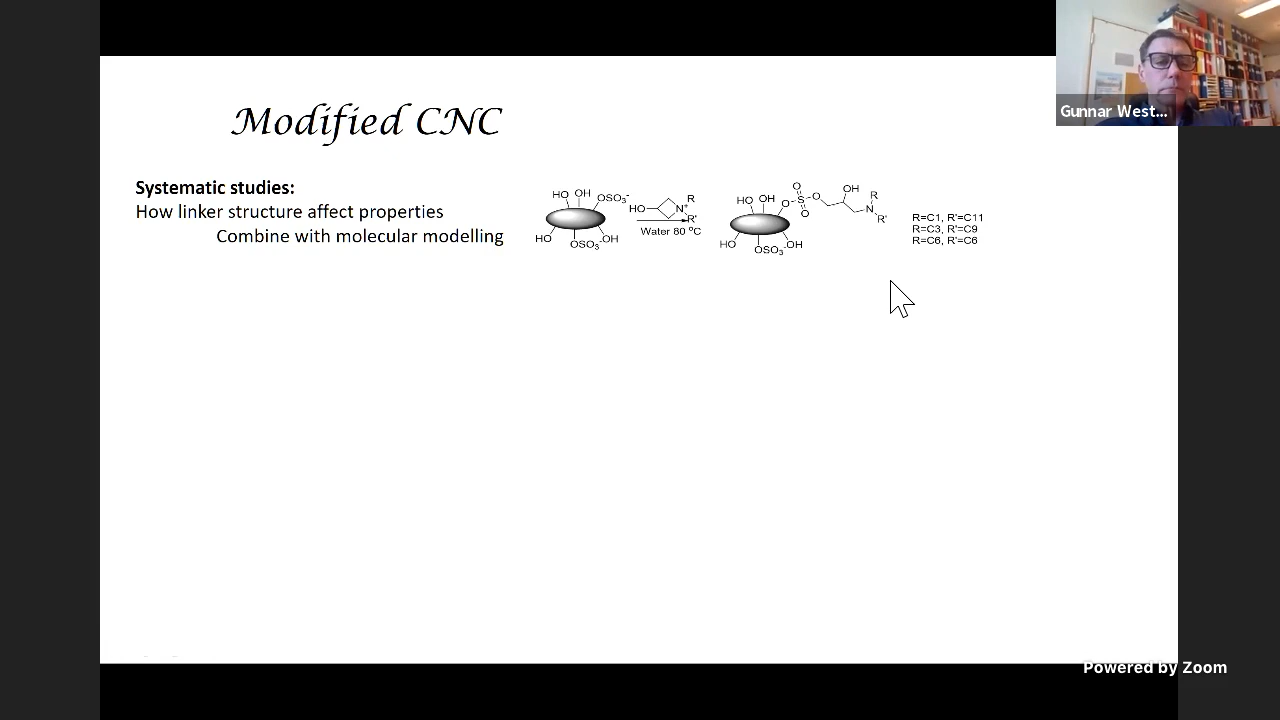 Modified CNC
Systematic studies:
How linker structure affect properties
Combine with molecular modelling
HO OH OSO3-
HO OSO3- OH
HO N+ R R'
Water 80 ºC
HO OH O S O O O OH N R R'
HO OSO3- OH
R=C1, R'=C11
R=C3, R'=C9
R=C6, R'=C6
Gunnar West...
Powered by Zoom